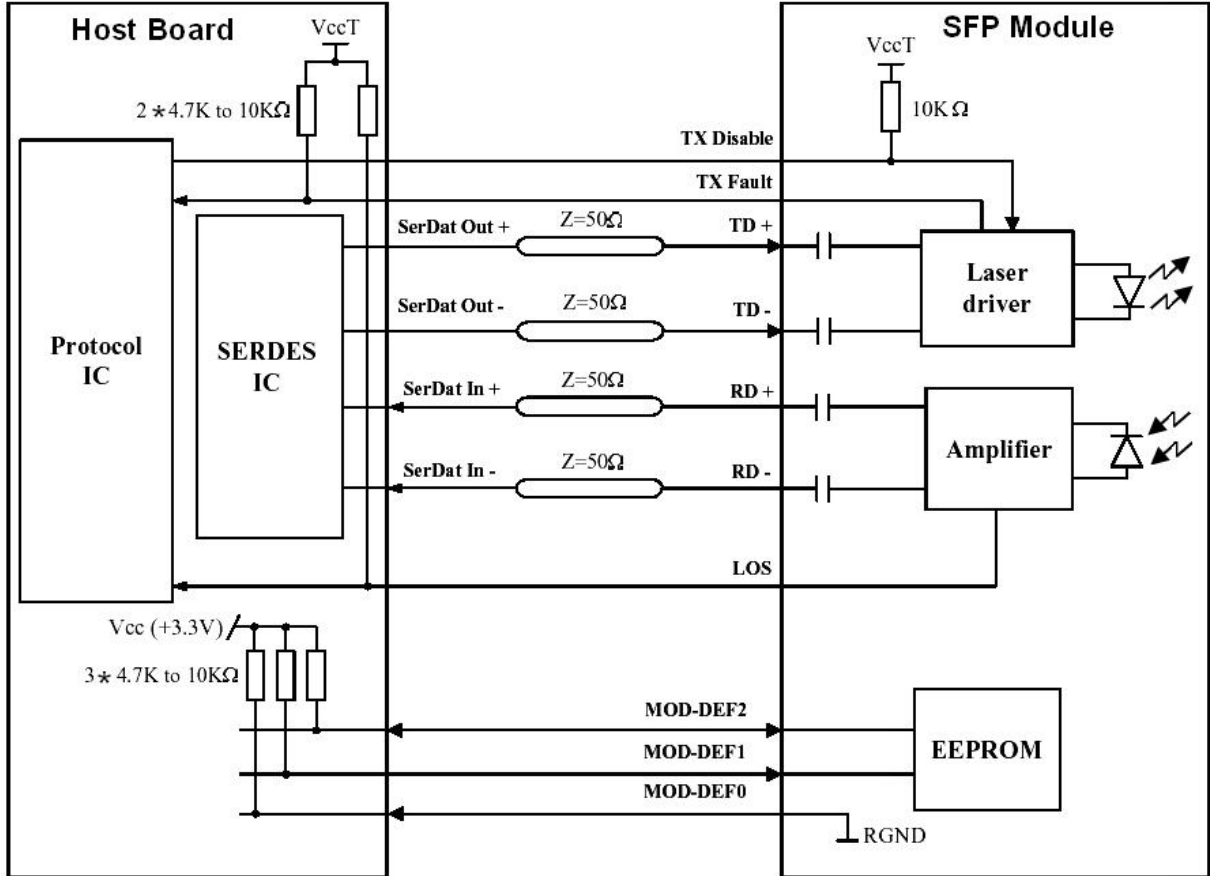 Host Board
SFP Module
VccT
VccT
2*4.7K to 10KΩ
10KΩ
TX Disable
TX Fault
SerDat Out +
Z=50Ω
TD +
SerDat Out -
Z=50Ω
TD -
Laser
driver
Protocol
IC
SERDES
IC
SerDat In +
Z=50Ω
RD +
SerDat In -
Z=50Ω
RD -
Amplifier
LOS
Vcc (+3.3V)
3*4.7K to 10KΩ
MOD-DEF2
MOD-DEF1
MOD-DEF0
EEPROM
RGND